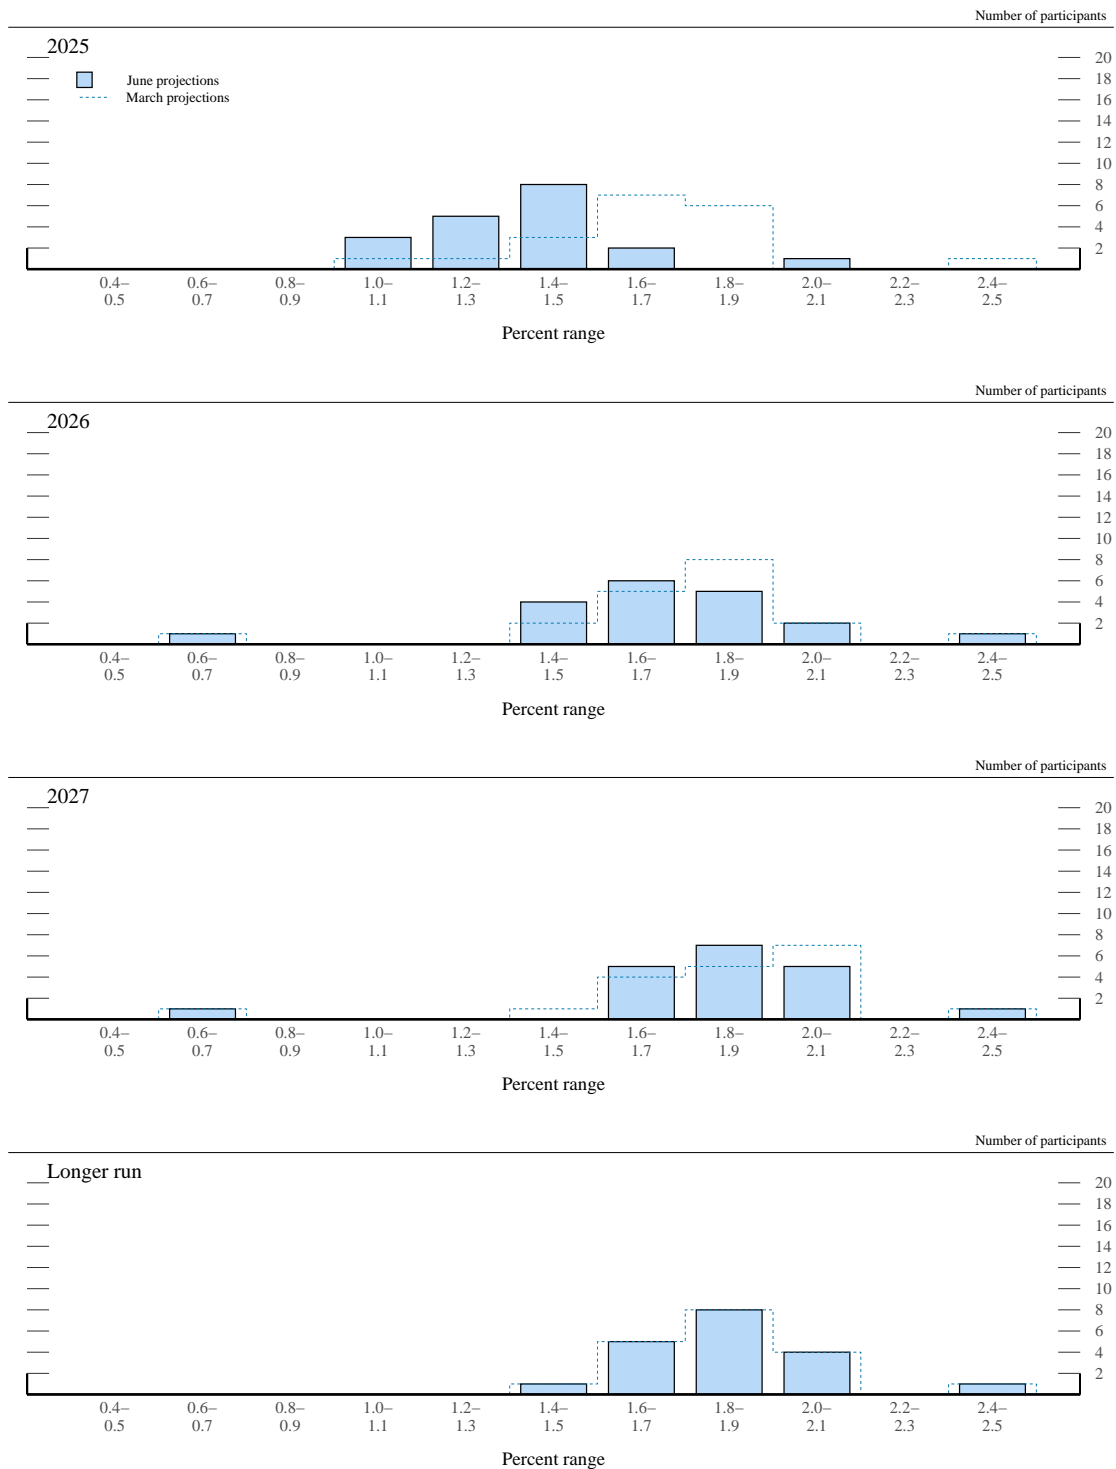 Number of participants
2025
June projections
March projections
20
18
16
14
12
10
8
6
4
2
0.4– 0.6– 0.8– 1.0– 1.2– 1.4– 1.6– 1.8– 2.0– 2.2– 2.4–
0.5 0.7 0.9 1.1 1.3 1.5 1.7 1.9 2.1 2.3 2.5
Percent range
Number of participants
2026
20
18
16
14
12
10
8
6
4
2
0.4– 0.6– 0.8– 1.0– 1.2– 1.4– 1.6– 1.8– 2.0– 2.2– 2.4–
0.5 0.7 0.9 1.1 1.3 1.5 1.7 1.9 2.1 2.3 2.5
Percent range
Number of participants
2027
20
18
16
14
12
10
8
6
4
2
0.4– 0.6– 0.8– 1.0– 1.2– 1.4– 1.6– 1.8– 2.0– 2.2– 2.4–
0.5 0.7 0.9 1.1 1.3 1.5 1.7 1.9 2.1 2.3 2.5
Percent range
Number of participants
Longer run
20
18
16
14
12
10
8
6
4
2
0.4– 0.6– 0.8– 1.0– 1.2– 1.4– 1.6– 1.8– 2.0– 2.2– 2.4–
0.5 0.7 0.9 1.1 1.3 1.5 1.7 1.9 2.1 2.3 2.5
Percent range